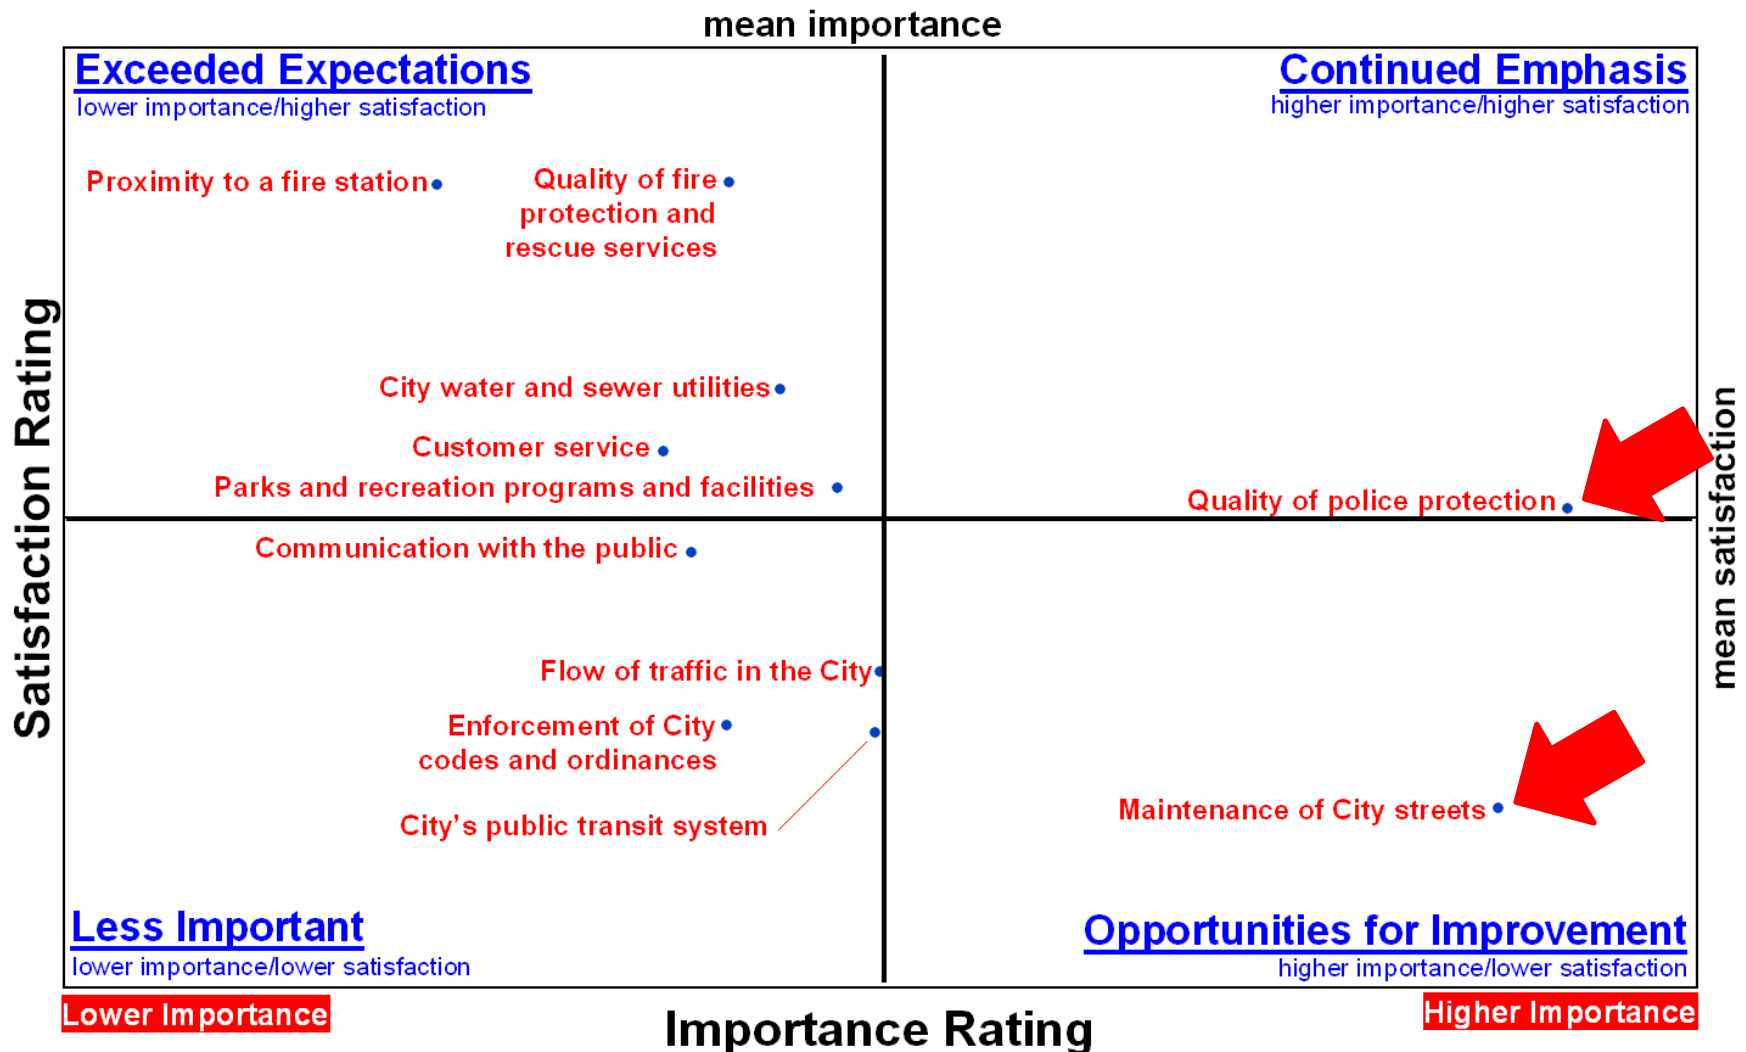 mean importance
Exceeded Expectations
lower importance/higher satisfaction
Continued Emphasis
higher importance/higher satisfaction
Proximity to a fire station
Quality of fire
protection and
rescue services
City water and sewer utilities
Customer service
Parks and recreation programs and facilities
Quality of police protection
Satisfaction Rating
mean satisfaction
Communication with the public
Flow of traffic in the City
Enforcement of City
codes and ordinances
City’s public transit system
Maintenance of City streets
Less Important
lower importance/lower satisfaction
Opportunities for Improvement
higher importance/lower satisfaction
Lower Importance
Importance Rating
Higher Importance